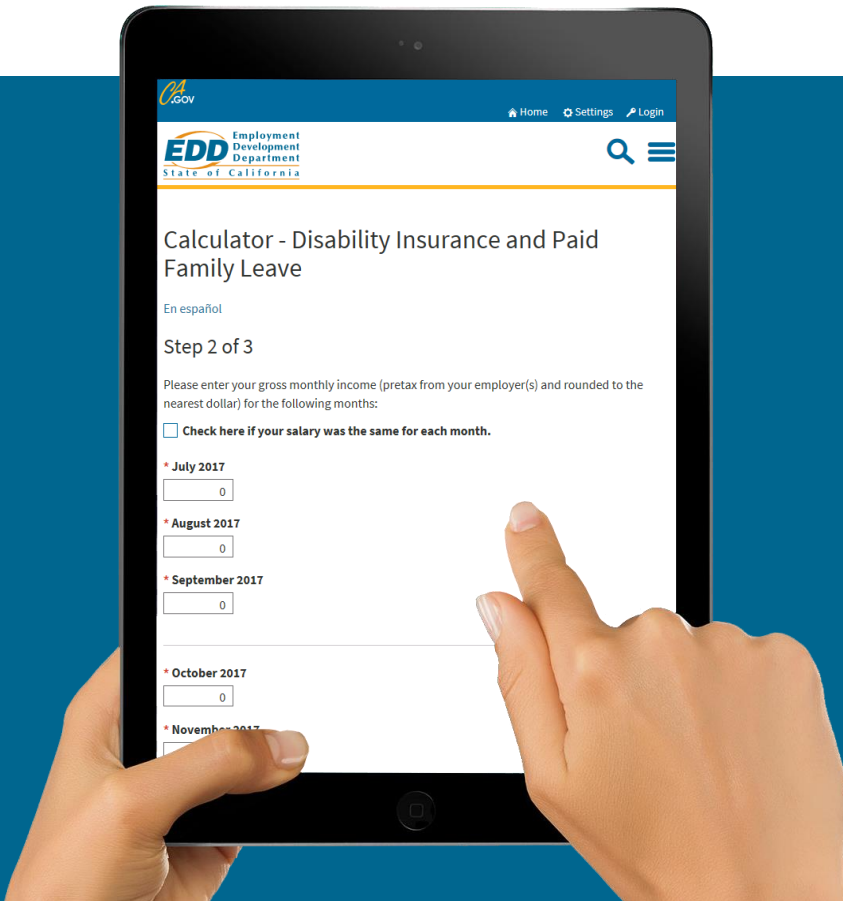 CA
.GOV
Home Settings Login
EDD Employment
Development
Department
State of California
Calculator - Disability Insurance and Paid
Family Leave
En español
Step 2 of 3
Please enter your gross monthly income (pretax from your employer(s) and rounded to the
nearest dollar) for the following months:
Check here if your salary was the same for each month.
* July 2017
0
* August 2017
0
* September 2017
0
* October 2017
0
* November 2017